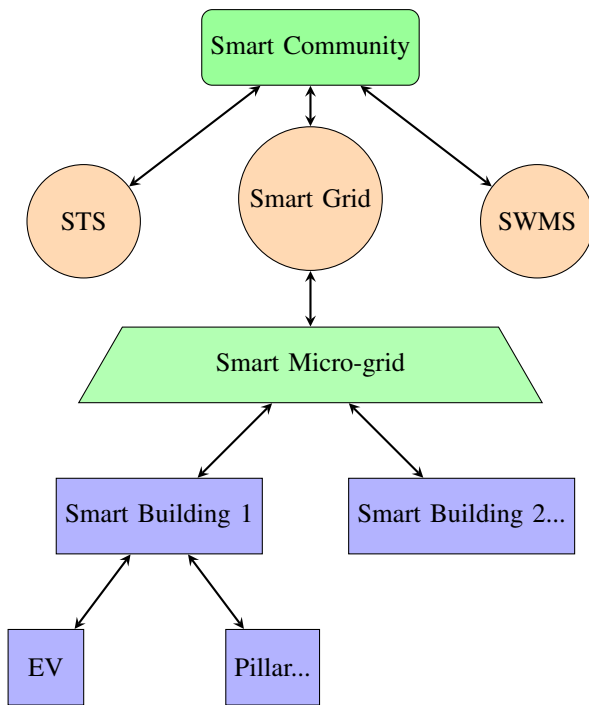 Smart Community
STS
Smart Grid
SWMS
Smart Micro-grid
Smart Building 1
Smart Building 2...
EV
Pillar...